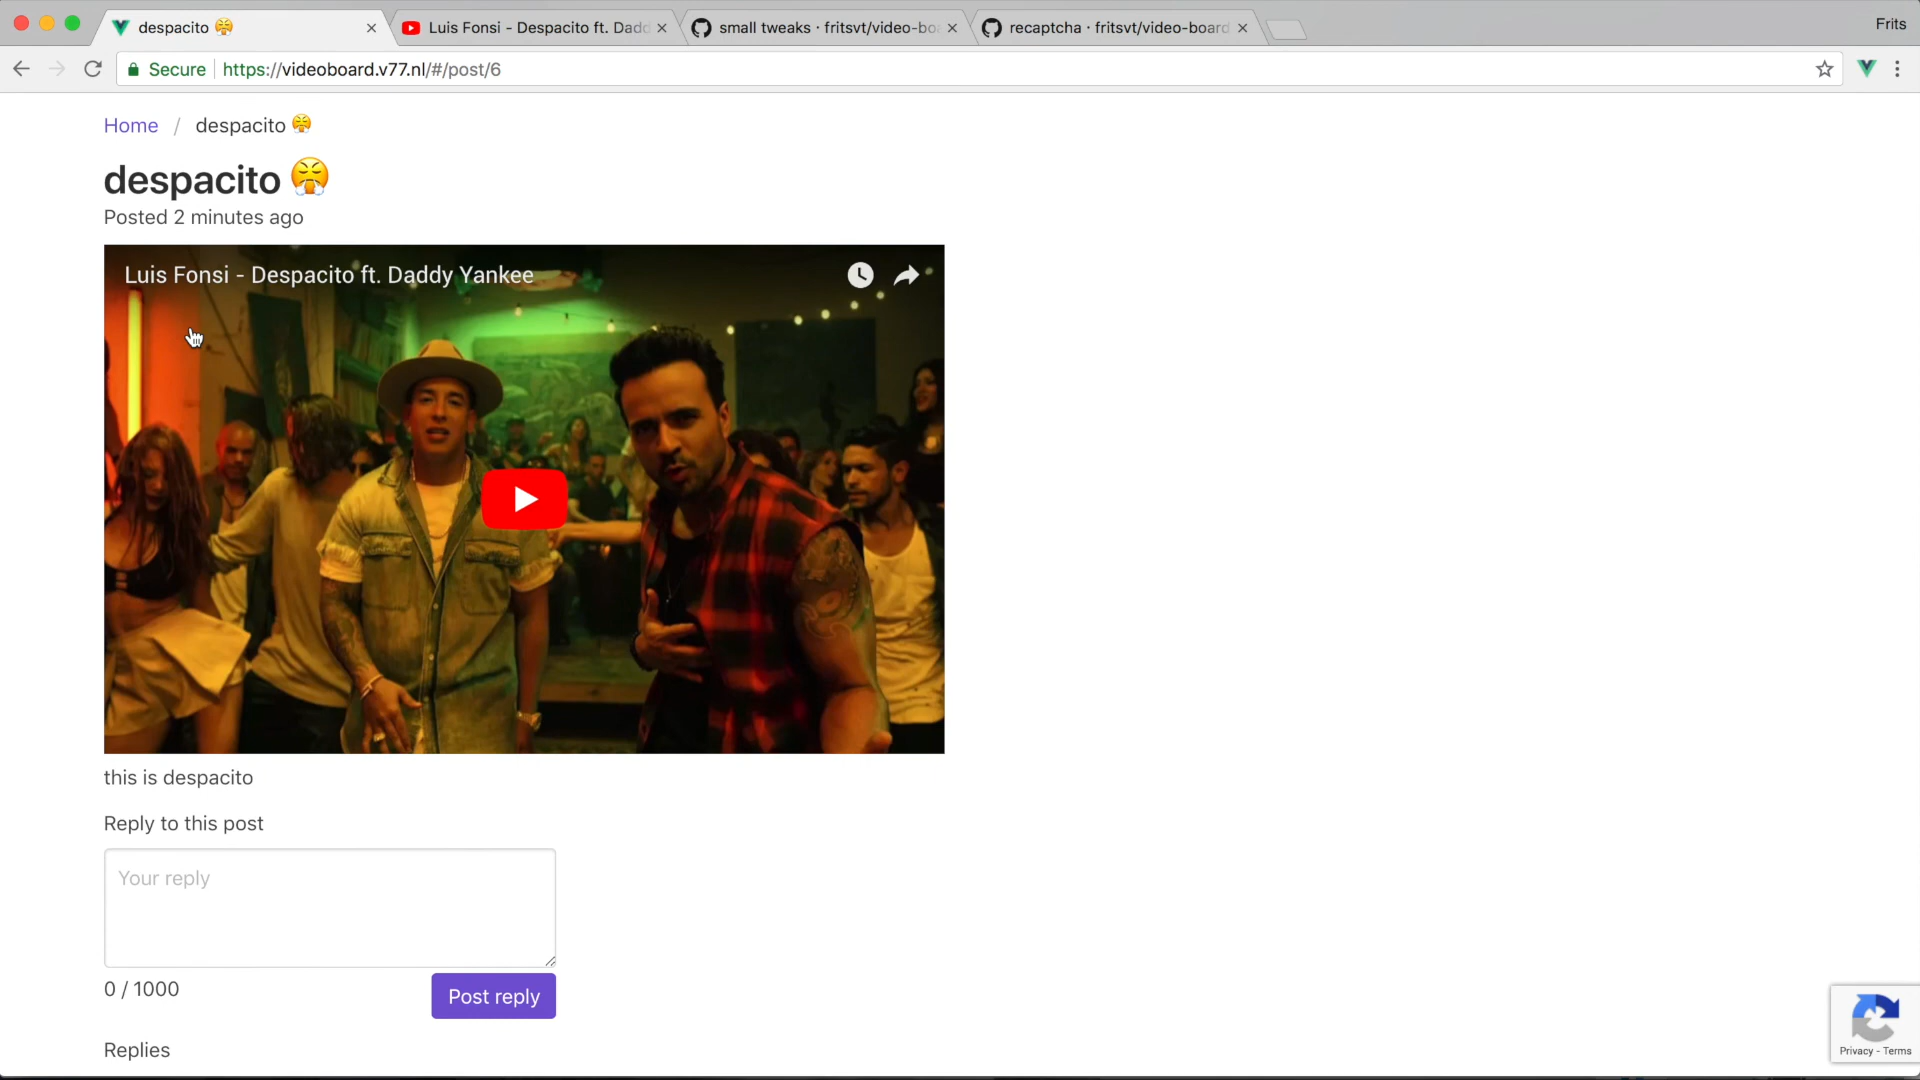 despacito 😤
Luis Fonsi - Despacito ft. Dadd
small tweaks · fritsvt/video-boa
recaptcha · fritsvt/video-board
Frits
Secure
https://videoboard.v77.nl/#/post/6
Home / despacito 😤
despacito 😤
Posted 2 minutes ago
Luis Fonsi - Despacito ft. Daddy Yankee
this is despacito
Reply to this post
Your reply
0 / 1000
Post reply
Privacy - Terms
Replies